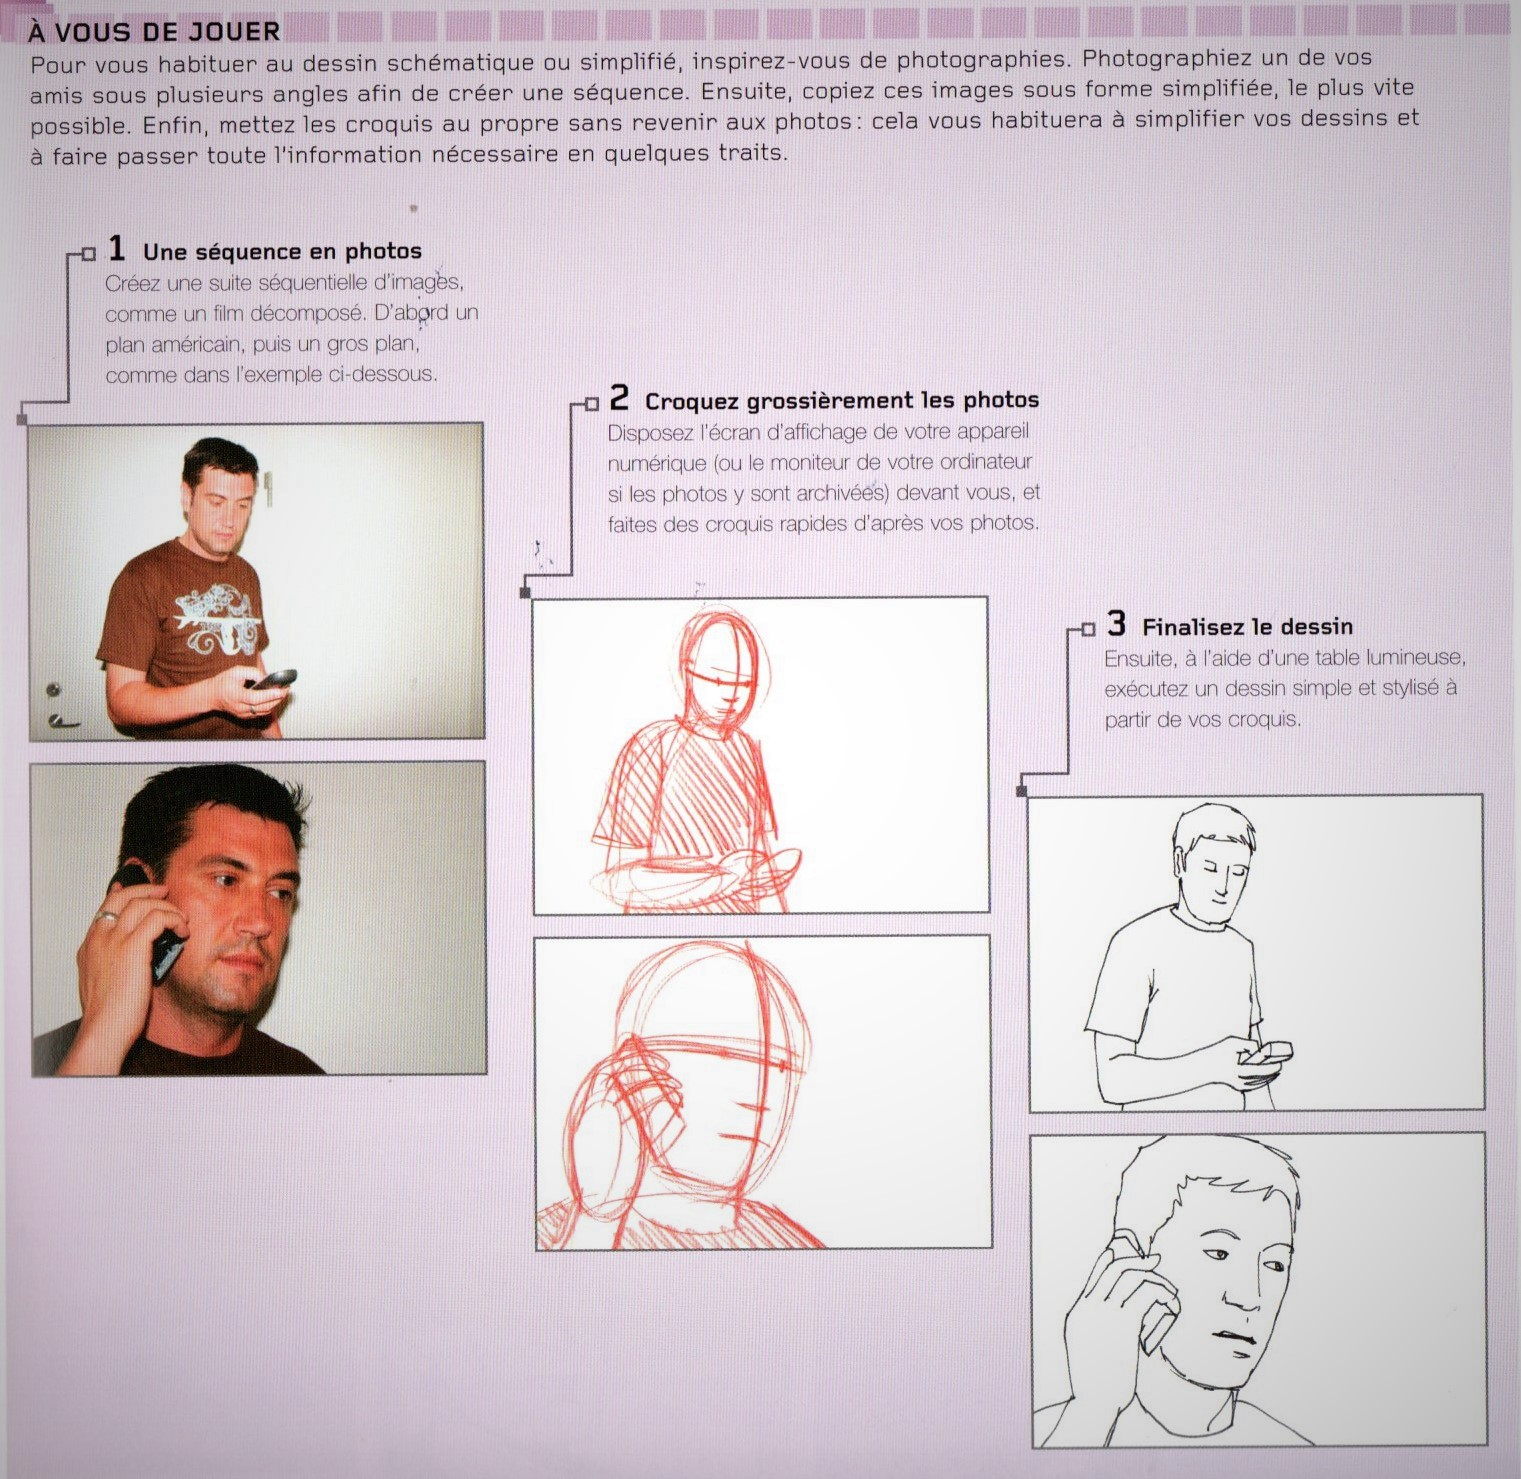 À VOUS DE JOUER
Pour vous habituer au dessin schématique ou simplifié, inspirez-vous de photographies. Photographiez un de vos
amis sous plusieurs angles afin de créer une séquence. Ensuite, copiez ces images sous forme simplifiée, le plus vite
possible. Enfin, mettez les croquis au propre sans revenir aux photos : cela vous habituera à simplifier vos dessins et
à faire passer toute l'information nécessaire en quelques traits.
1 Une séquence en photos
Créez une suite séquentielle d'images,
comme un film décomposé. D'abord un
plan américain, puis un gros plan,
comme dans l'exemple ci-dessous.
2 Croquez grossièrement les photos
Disposez l'écran d'affichage de votre appareil
numérique (ou le moniteur de votre ordinateur
si les photos y sont archivées) devant vous, et
faites des croquis rapides d'après vos photos.
3 Finalisez le dessin
Ensuite, à l'aide d'une table lumineuse,
exécutez un dessin simple et stylisé à
partir de vos croquis.